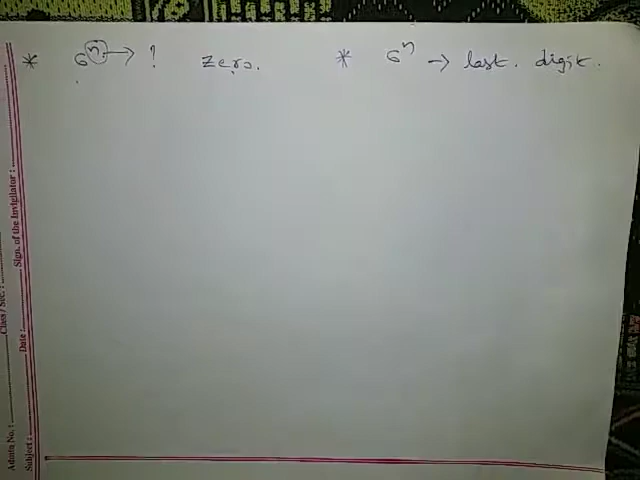 * 6ⁿ → ? zero. * 6ⁿ → last. digit.
Admn No. : Class / Sec. :
Subject : Date : Sign. of the Invigilator :